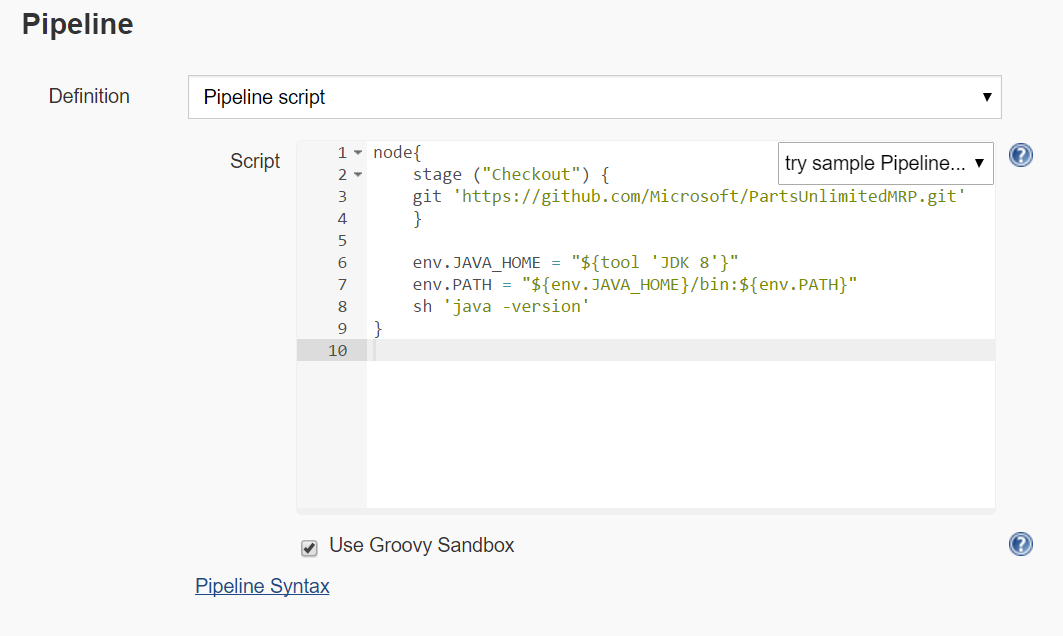 Pipeline
Definition
Pipeline script
Script
try sample Pipeline...
1 node{
2     stage ("Checkout") {
3     git 'https://github.com/Microsoft/PartsUnlimitedMRP.git'
4     }
5
6     env.JAVA_HOME = "${tool 'JDK 8'}"
7     env.PATH = "${env.JAVA_HOME}/bin:${env.PATH}"
8     sh 'java -version'
9 }
10
Use Groovy Sandbox
Pipeline Syntax